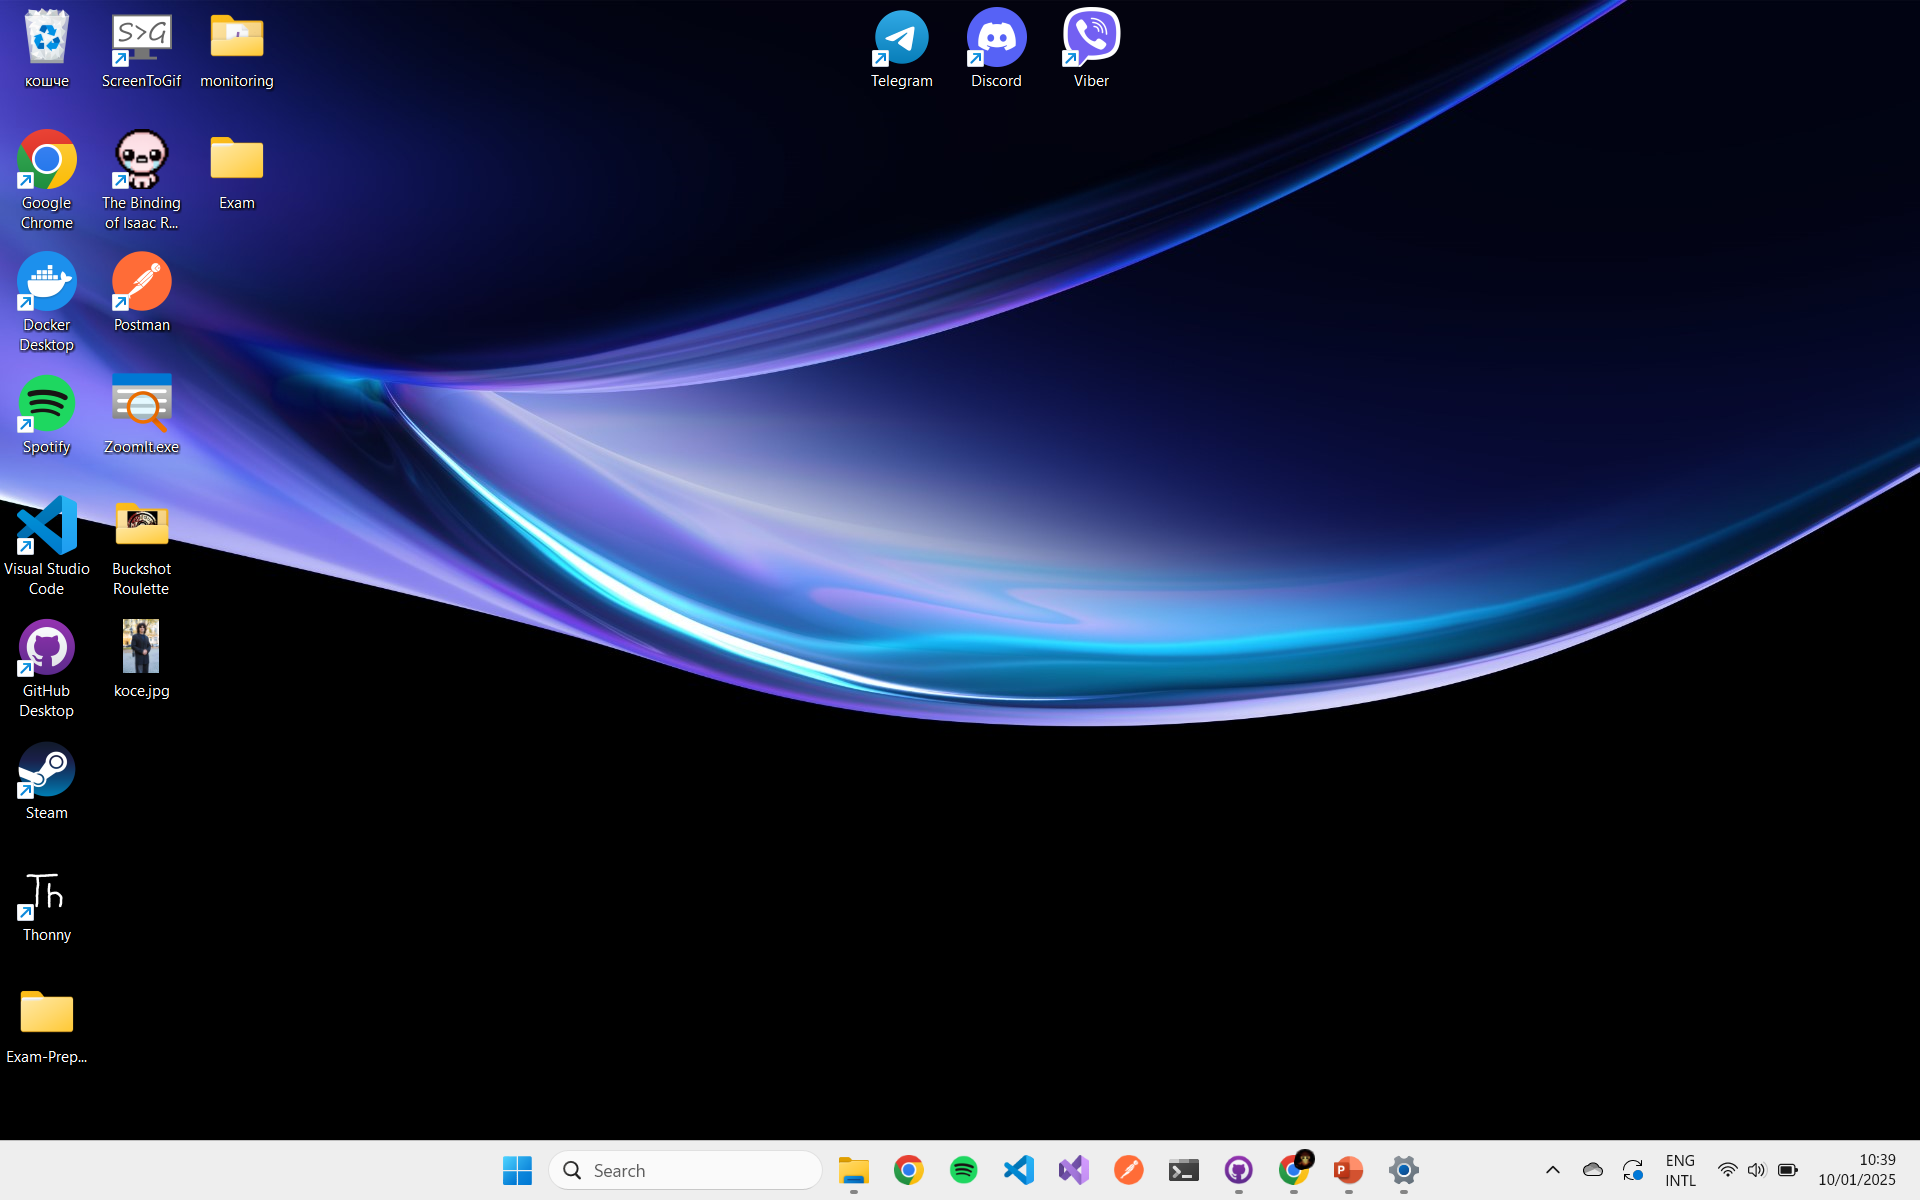 кошче
ScreenToGif
S>G
monitoring
Telegram
Discord
Viber
Google
Chrome
The Binding
of Isaac R...
Exam
Docker
Desktop
Postman
Spotify
ZoomIt.exe
Visual Studio
Code
Buckshot
Roulette
GitHub
Desktop
koce.jpg
Steam
Th
Thonny
Exam-Prep...
Search
P
ENG
INTL
10:39
10/01/2025